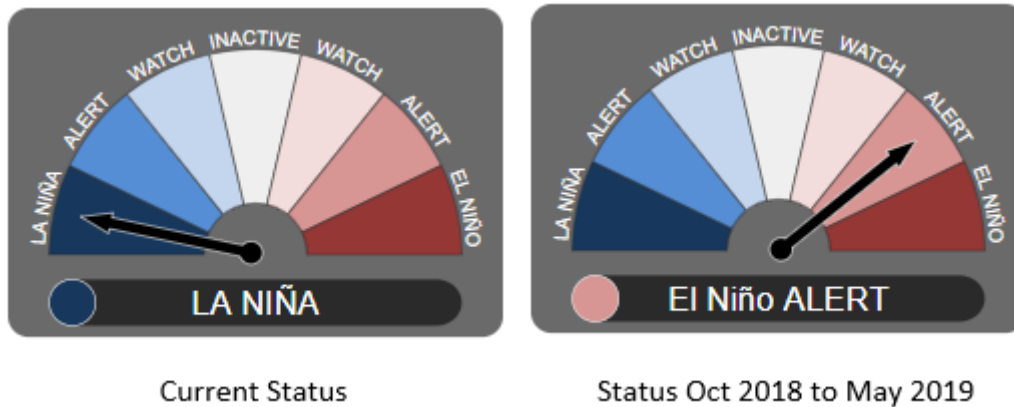 LA NIÑA
ALERT
WATCH
INACTIVE
WATCH
ALERT
EL NIÑO
LA NIÑA
Current Status
LA NIÑA
ALERT
WATCH
INACTIVE
WATCH
ALERT
EL NIÑO
El Niño ALERT
Status Oct 2018 to May 2019